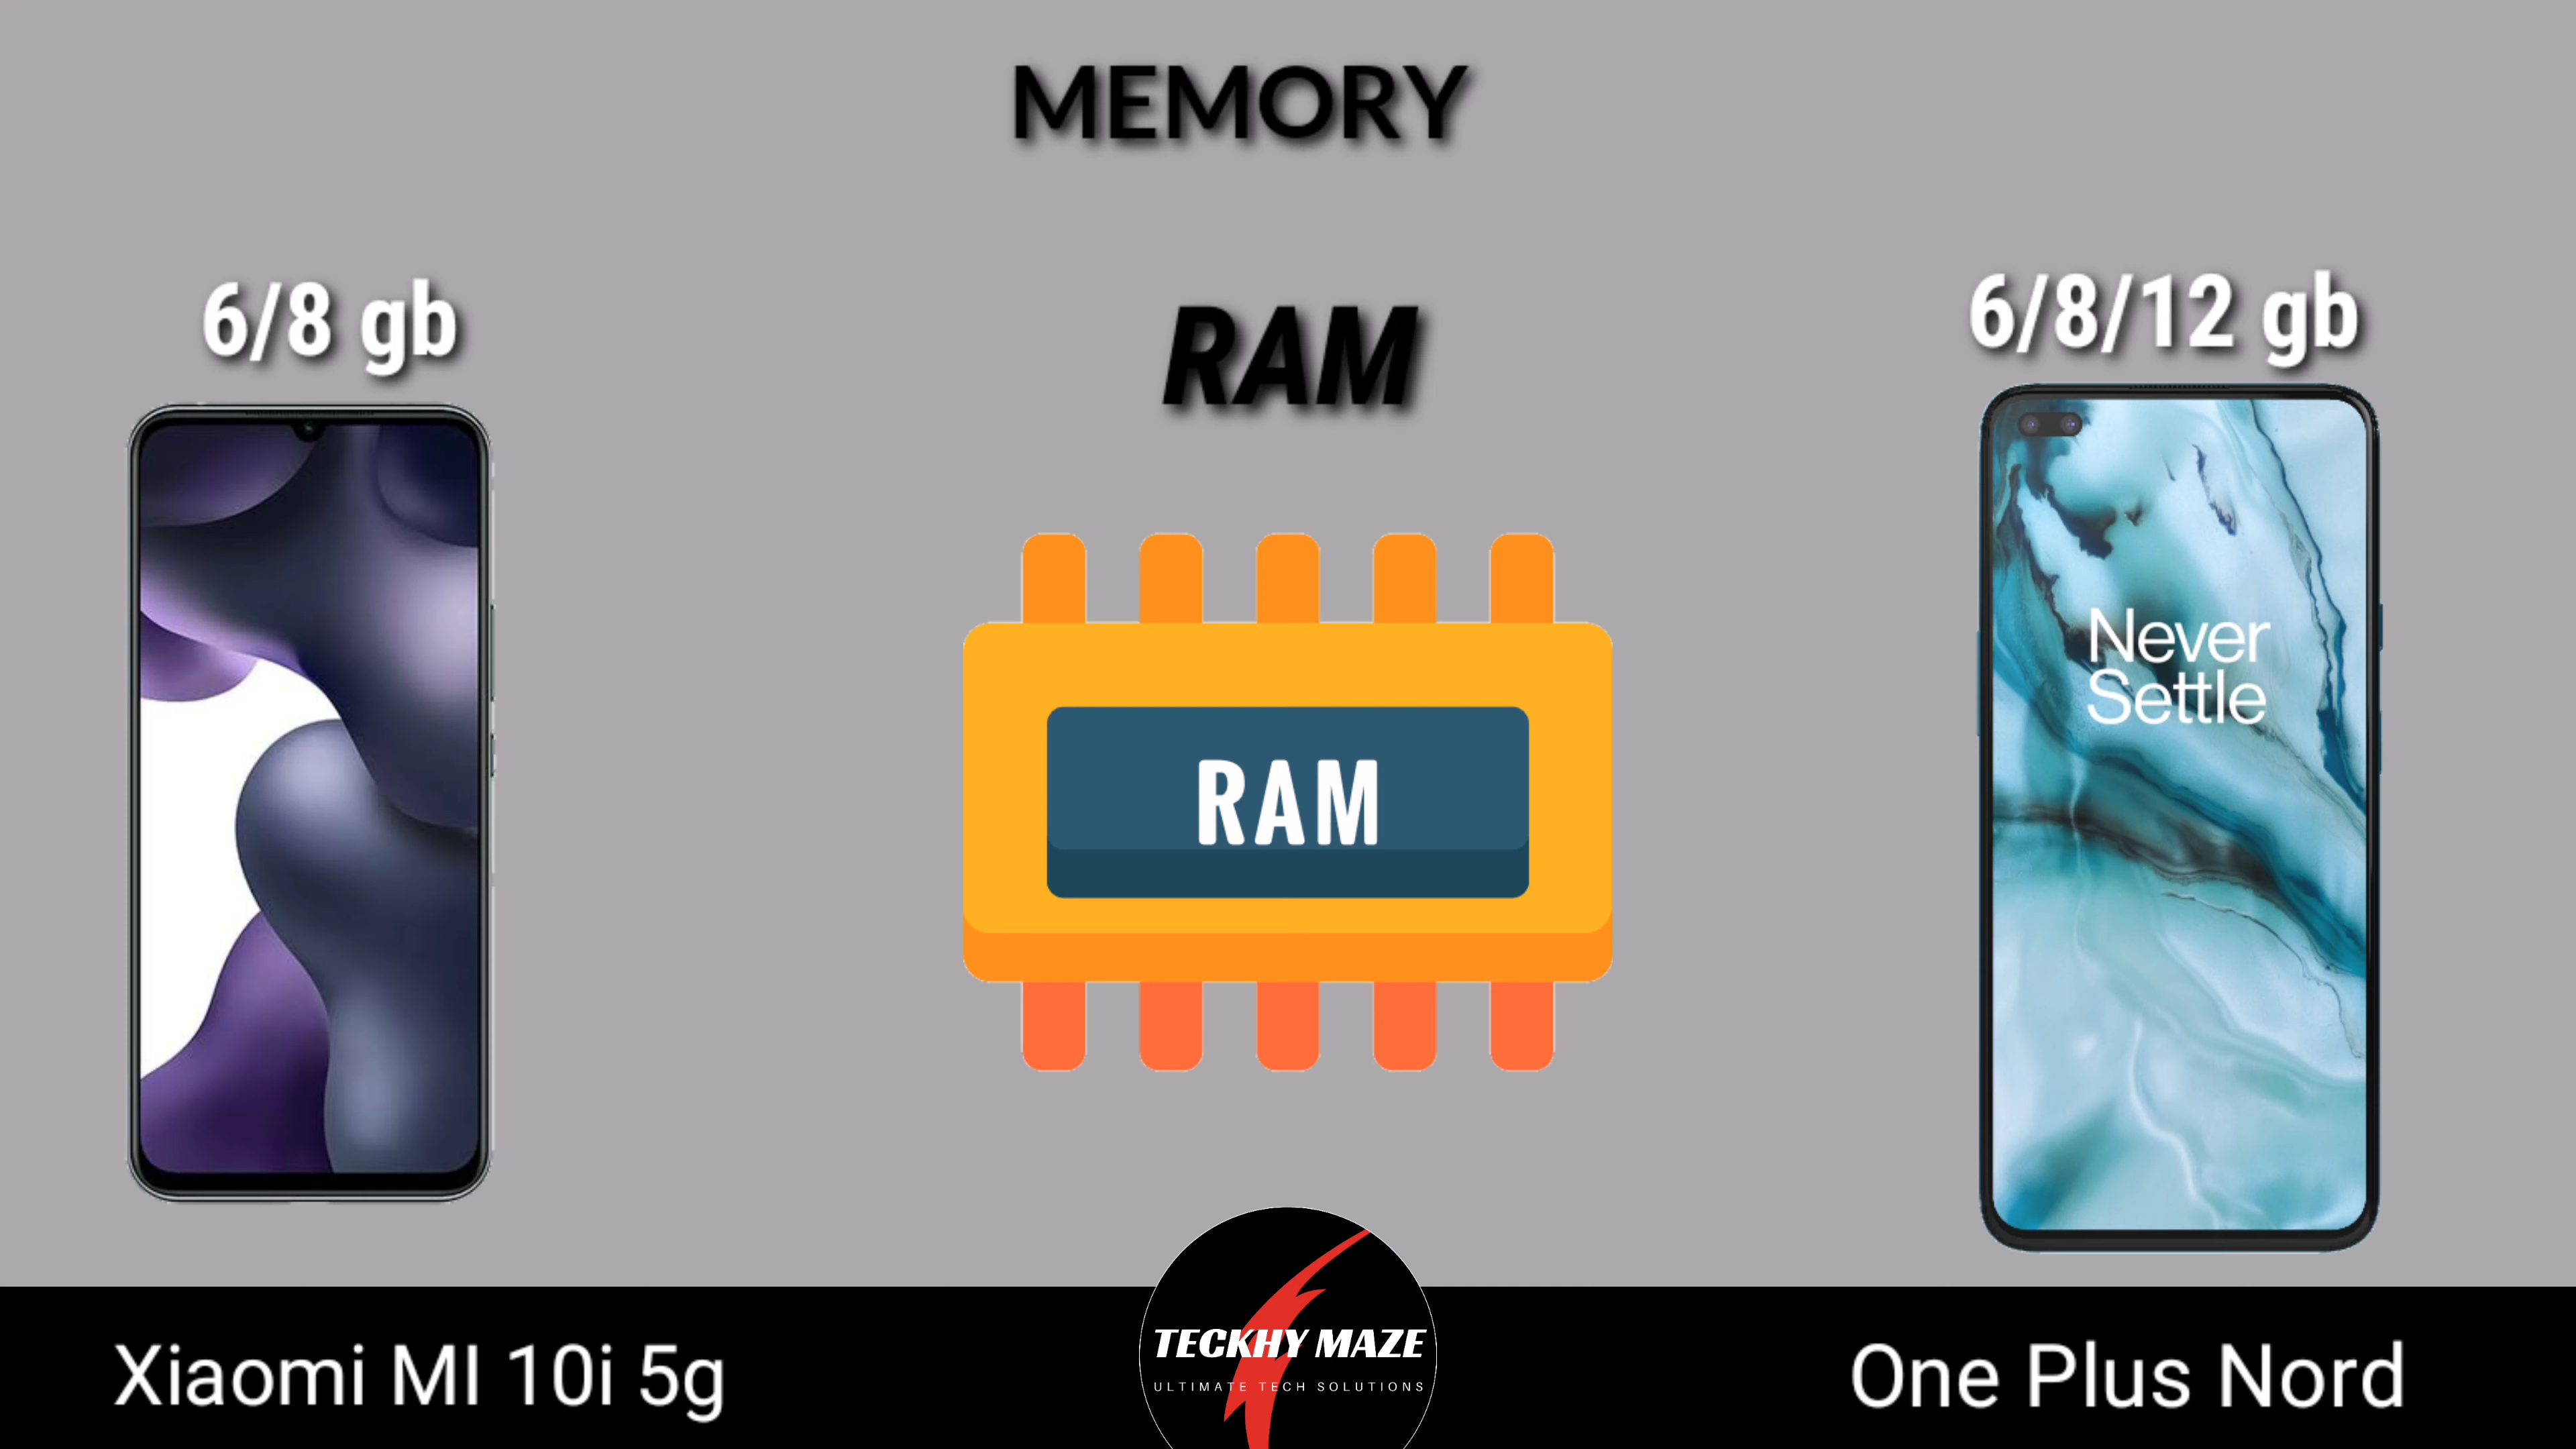 MEMORY
6/8 gb
RAM
6/8/12 gb
Never
Settle
RAM
Xiaomi MI 10i 5g
TECKHY MAZE
ULTIMATE TECH SOLUTIONS
One Plus Nord